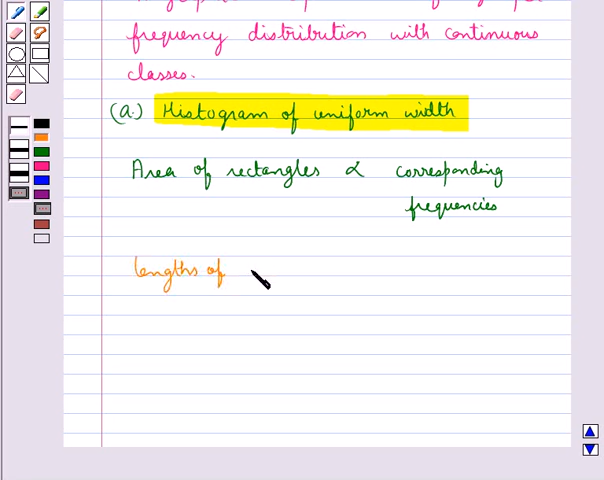 frequency distribution with continuous
classes.
(a.) Histogram of uniform width
Area of rectangles ∝ corresponding
frequencies
lengths of